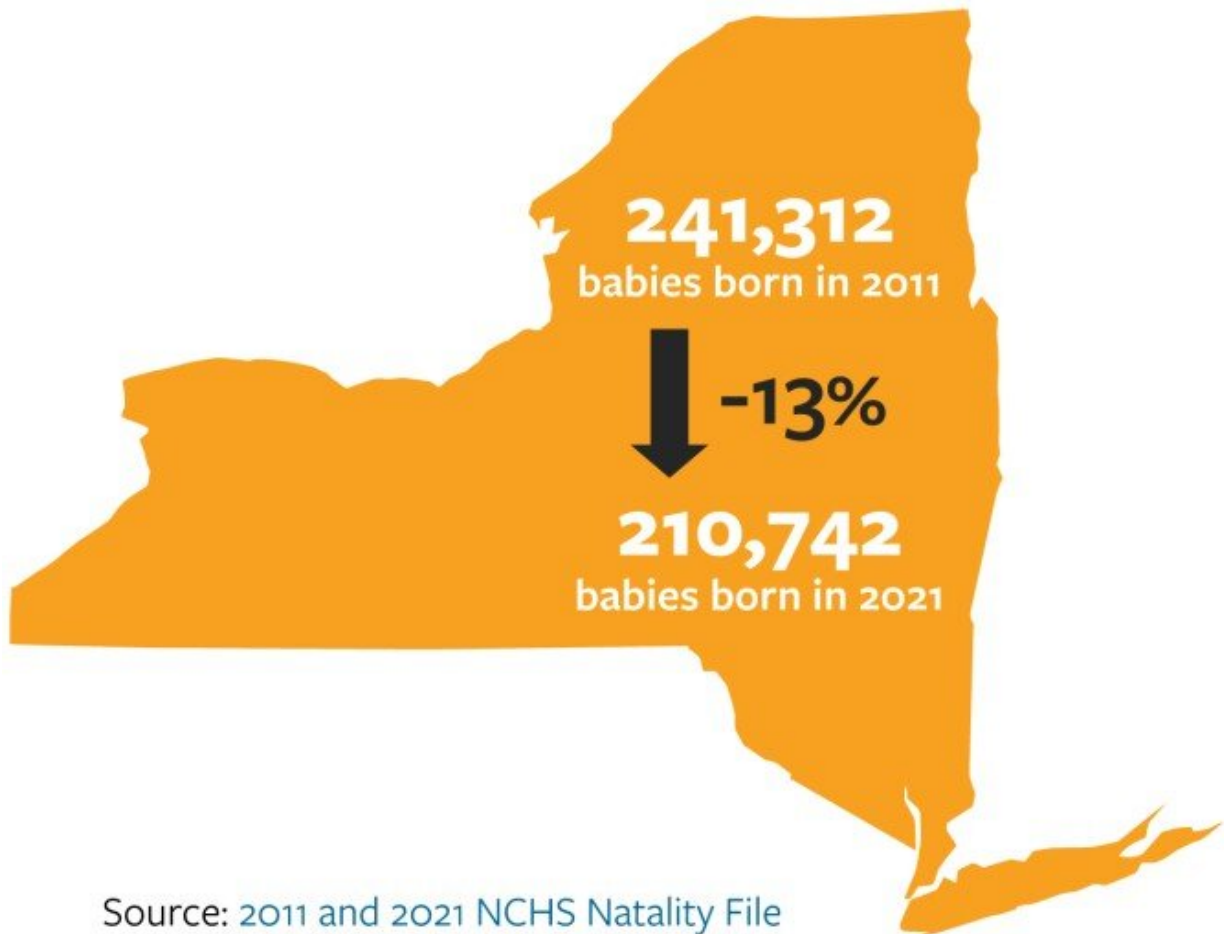 241,312
babies born in 2011
-13%
210,742
babies born in 2021
Source: 2011 and 2021 NCHS Natality File